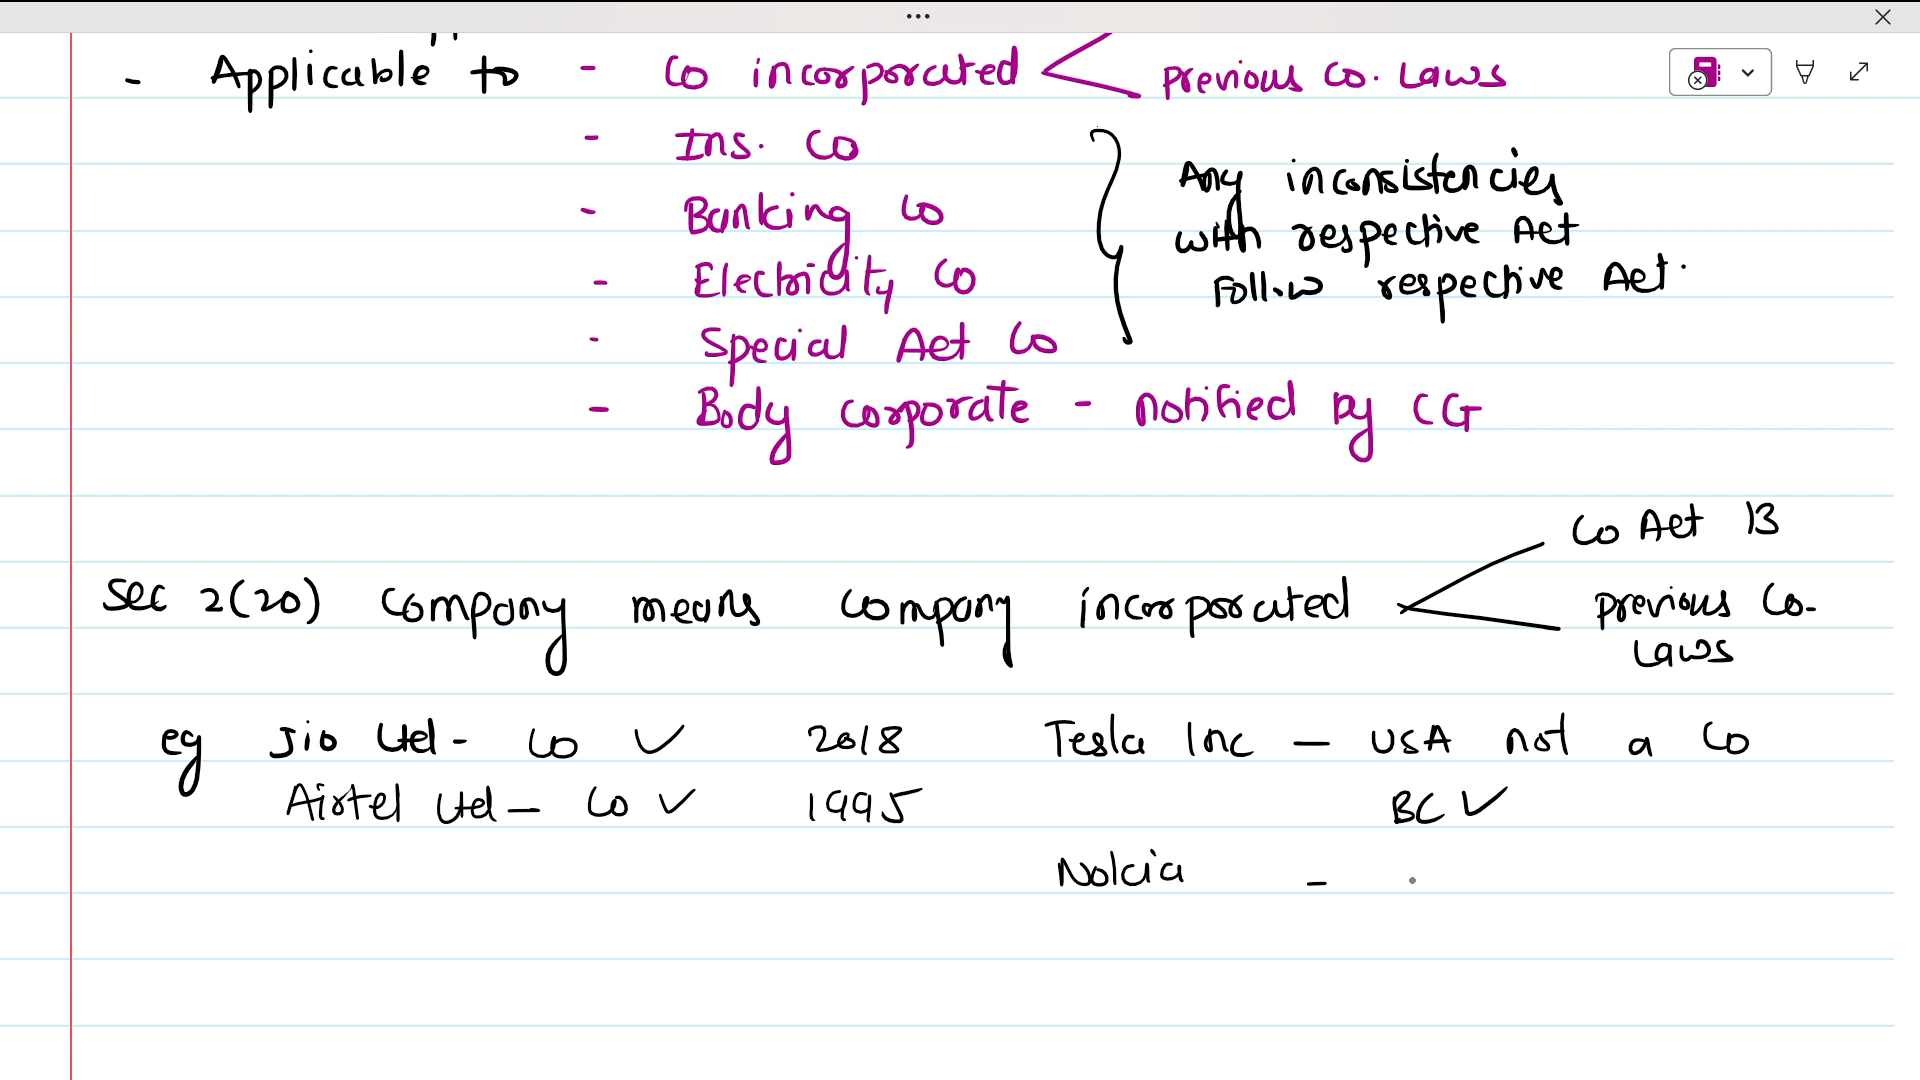 - Applicable to - Co incorporated previous Co. Laws
- Ins. Co
- Banking Co
- Electricity Co
- Special Act Co
- Body corporate - notified by CG
Any inconsistencies
with respective Act
Follow respective Act.
Sec 2(20) Company means company incorporated
Co Act 13
previous Co.
Laws
eg Jio Ltd - Co ✓ 2018
Airtel Ltd - Co ✓ 1995
Tesla Inc - USA not a Co
BC ✓
Nokia -